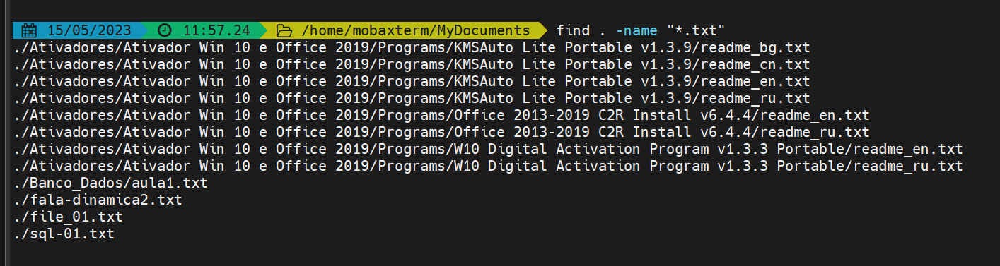 15/05/2023 11:57.24 /home/mobaxterm/MyDocuments find . -name "*.txt"
./Ativadores/Ativador Win 10 e Office 2019/Programs/KMSAuto Lite Portable v1.3.9/readme_bg.txt
./Ativadores/Ativador Win 10 e Office 2019/Programs/KMSAuto Lite Portable v1.3.9/readme_cn.txt
./Ativadores/Ativador Win 10 e Office 2019/Programs/KMSAuto Lite Portable v1.3.9/readme_en.txt
./Ativadores/Ativador Win 10 e Office 2019/Programs/KMSAuto Lite Portable v1.3.9/readme_ru.txt
./Ativadores/Ativador Win 10 e Office 2019/Programs/Office 2013-2019 C2R Install v6.4.4/readme_en.txt
./Ativadores/Ativador Win 10 e Office 2019/Programs/Office 2013-2019 C2R Install v6.4.4/readme_ru.txt
./Ativadores/Ativador Win 10 e Office 2019/Programs/W10 Digital Activation Program v1.3.3 Portable/readme_en.txt
./Ativadores/Ativador Win 10 e Office 2019/Programs/W10 Digital Activation Program v1.3.3 Portable/readme_ru.txt
./Banco_Dados/aula1.txt
./fala-dinamica2.txt
./file_01.txt
./sql-01.txt